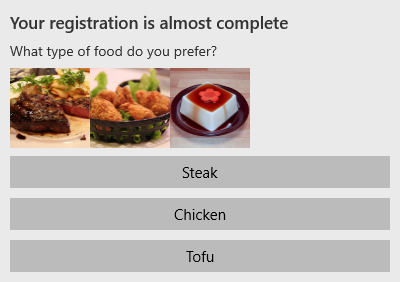 Your registration is almost complete
What type of food do you prefer?
Steak
Chicken
Tofu